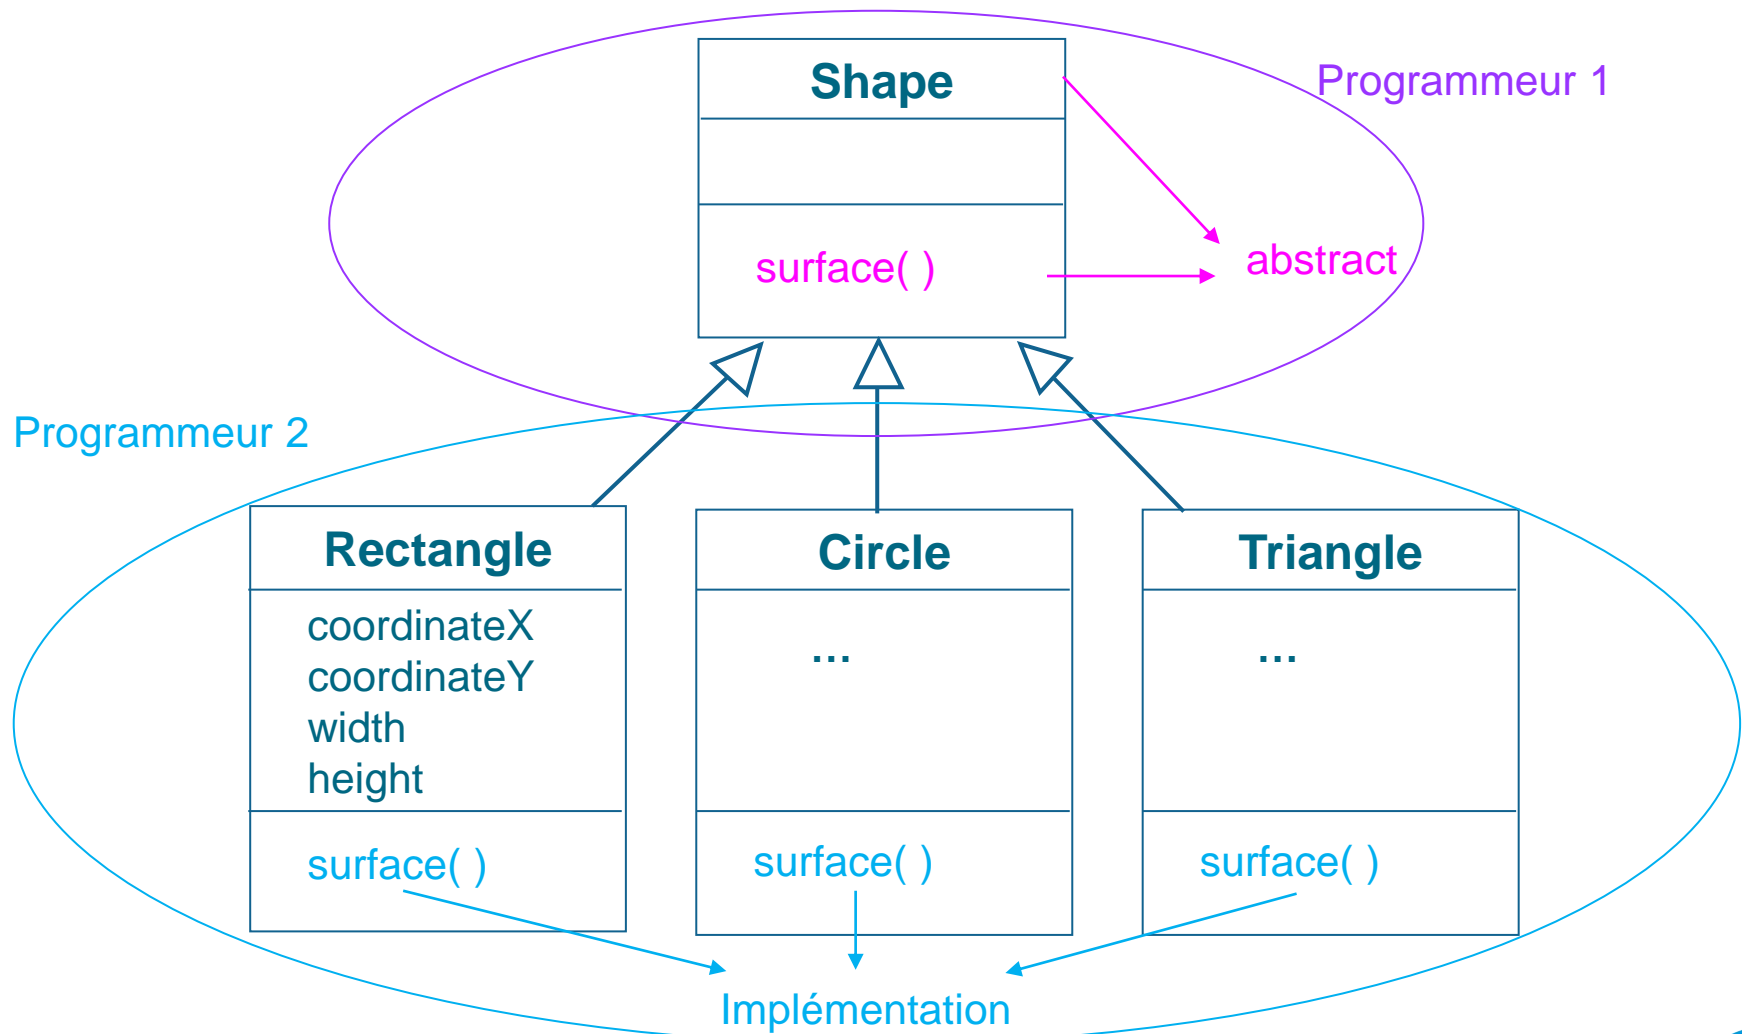 Shape
Programmeur 1
surface( )
abstract
Programmeur 2
Rectangle
coordinateX
coordinateY
width
height
surface( )
Circle
...
surface( )
Triangle
...
surface( )
Implémentation